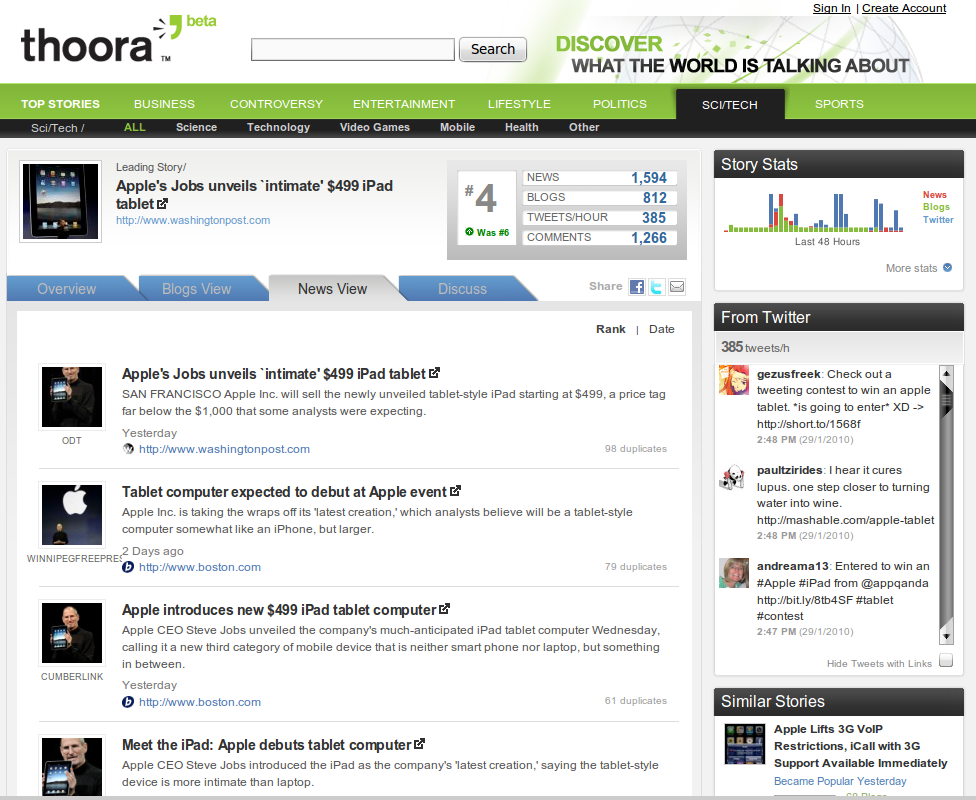 Sign In | Create Account
thoora beta
TM
Search
DISCOVER
WHAT THE WORLD IS TALKING ABOUT
TOP STORIES BUSINESS CONTROVERSY ENTERTAINMENT LIFESTYLE POLITICS SCI/TECH SPORTS
Sci/Tech / ALL Science Technology Video Games Mobile Health Other
Leading Story/
Apple's Jobs unveils `intimate' $499 iPad
tablet
http://www.washingtonpost.com
#4
Was #6
NEWS 1,594
BLOGS 812
TWEETS/HOUR 385
COMMENTS 1,266
Overview Blogs View News View Discuss
Share
Rank | Date
Apple's Jobs unveils `intimate' $499 iPad tablet
SAN FRANCISCO Apple Inc. will sell the newly unveiled tablet-style iPad starting at $499, a price tag
far below the $1,000 that some analysts were expecting.
ODT
Yesterday
http://www.washingtonpost.com 98 duplicates
Tablet computer expected to debut at Apple event
Apple Inc. is taking the wraps off its 'latest creation,' which analysts believe will be a tablet-style
computer somewhat like an iPhone, but larger.
WINNIPEGFREEPRES
2 Days ago
http://www.boston.com 79 duplicates
Apple introduces new $499 iPad tablet computer
Apple CEO Steve Jobs unveiled the company's much-anticipated iPad tablet computer Wednesday,
calling it a new third category of mobile device that is neither smart phone nor laptop, but something
in between.
CUMBERLINK
Yesterday
http://www.boston.com 61 duplicates
Meet the iPad: Apple debuts tablet computer
Apple CEO Steve Jobs introduced the iPad as the company's 'latest creation,' saying the tablet-style
device is more intimate than laptop.
Story Stats
News
Blogs
Twitter
Last 48 Hours
More stats
From Twitter
385 tweets/h
gezusfreek: Check out a
tweeting contest to win an apple
tablet. *is going to enter* XD ->
http://short.to/1568f
2:48 PM (29/1/2010)
paultzirides: I hear it cures
lupus. one step closer to turning
water into wine.
http://mashable.com/apple-tablet
2:48 PM (29/1/2010)
andreama13: Entered to win an
#Apple #iPad from @appqanda
http://bit.ly/8tb4SF #tablet
#contest
2:47 PM (29/1/2010)
Hide Tweets with Links
Similar Stories
Apple Lifts 3G VoIP
Restrictions, iCall with 3G
Support Available Immediately
Became Popular Yesterday